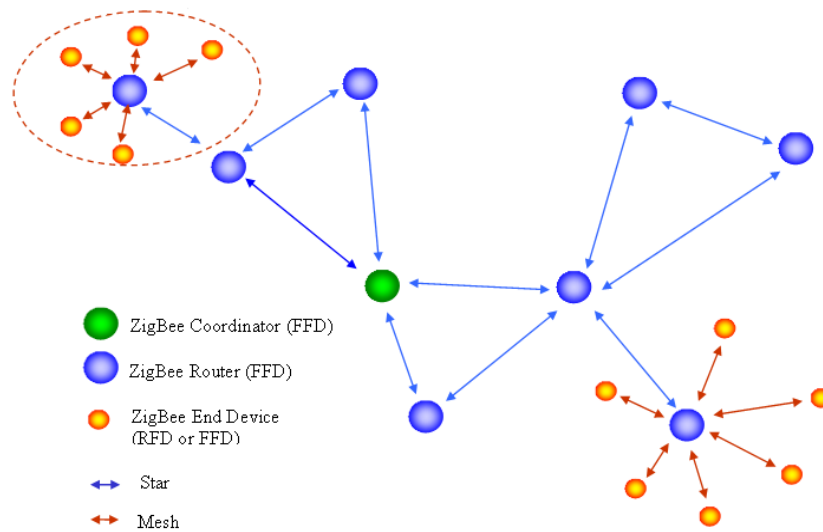 ZigBee Coordinator (FFD)
ZigBee Router (FFD)
ZigBee End Device
(RFD or FFD)
Star
Mesh